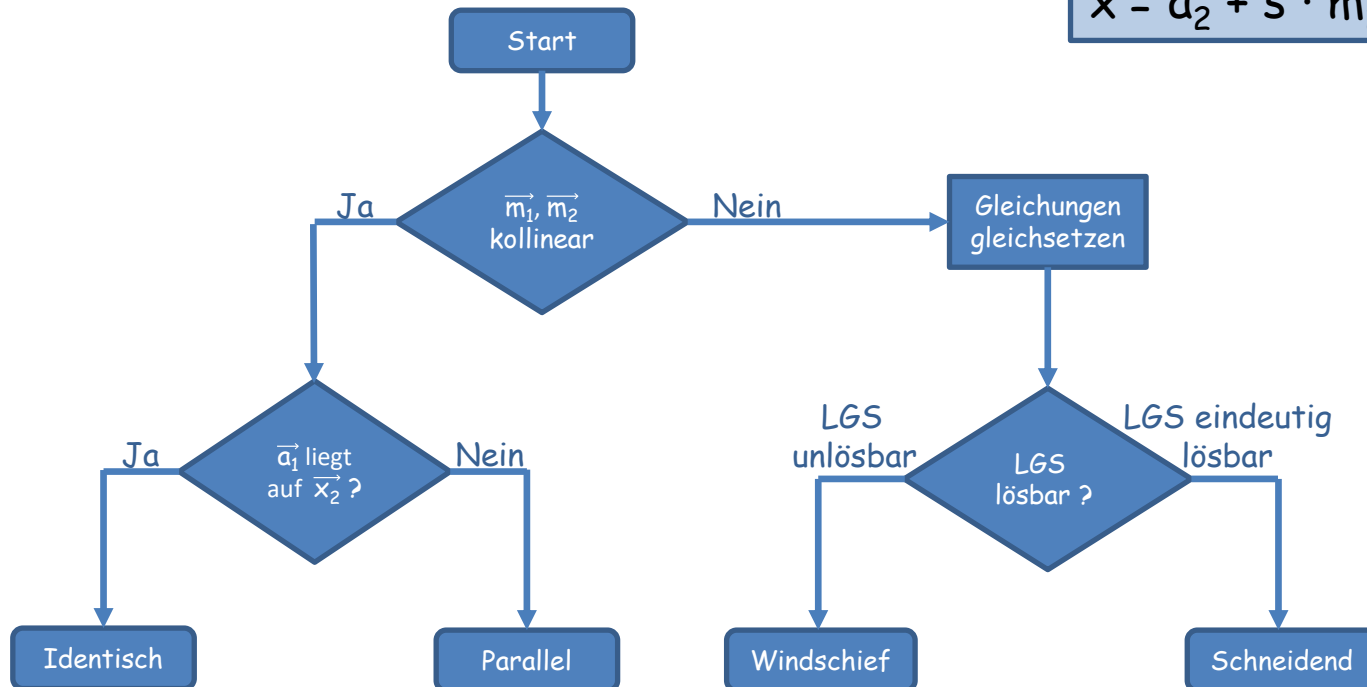 x = a₂ + s · m
Start
Ja
m₁⃗, m₂⃗
kollinear
Nein
Gleichungen
gleichsetzen
Ja
a₁⃗ liegt
auf x₂⃗ ?
Nein
LGS
unlösbar
LGS
lösbar ?
LGS eindeutig
lösbar
Identisch
Parallel
Windschief
Schneidend